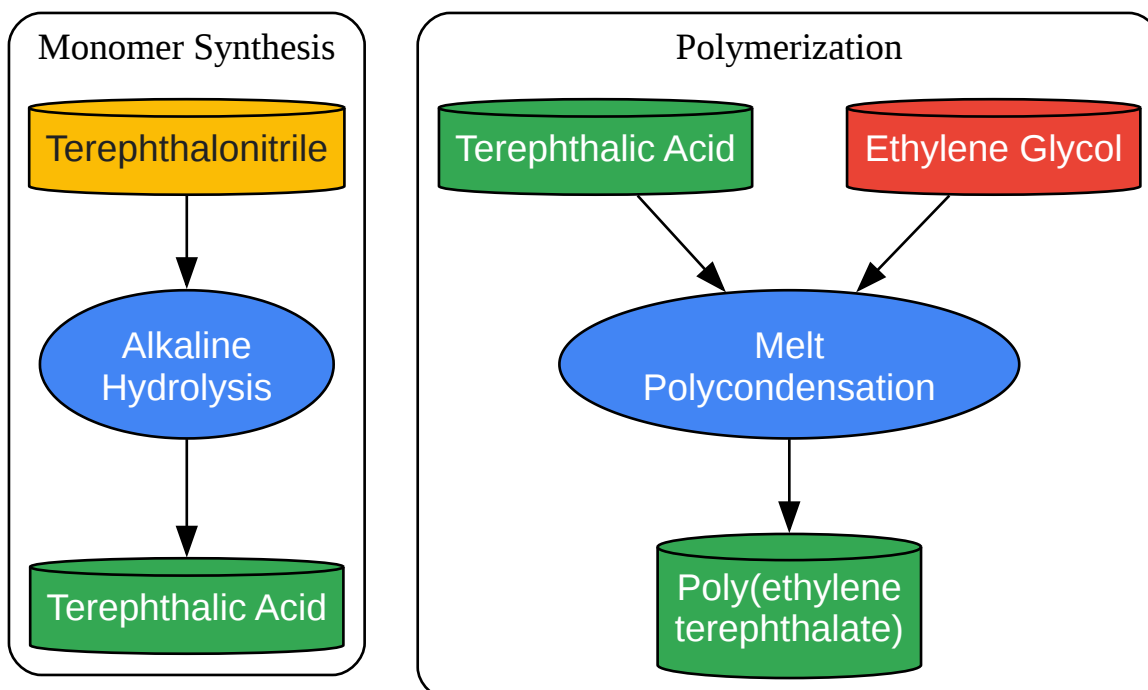 Monomer Synthesis
Terephthalonitrile
Alkaline
Hydrolysis
Terephthalic Acid
Polymerization
Terephthalic Acid
Ethylene Glycol
Melt
Polycondensation
Poly(ethylene
terephthalate)